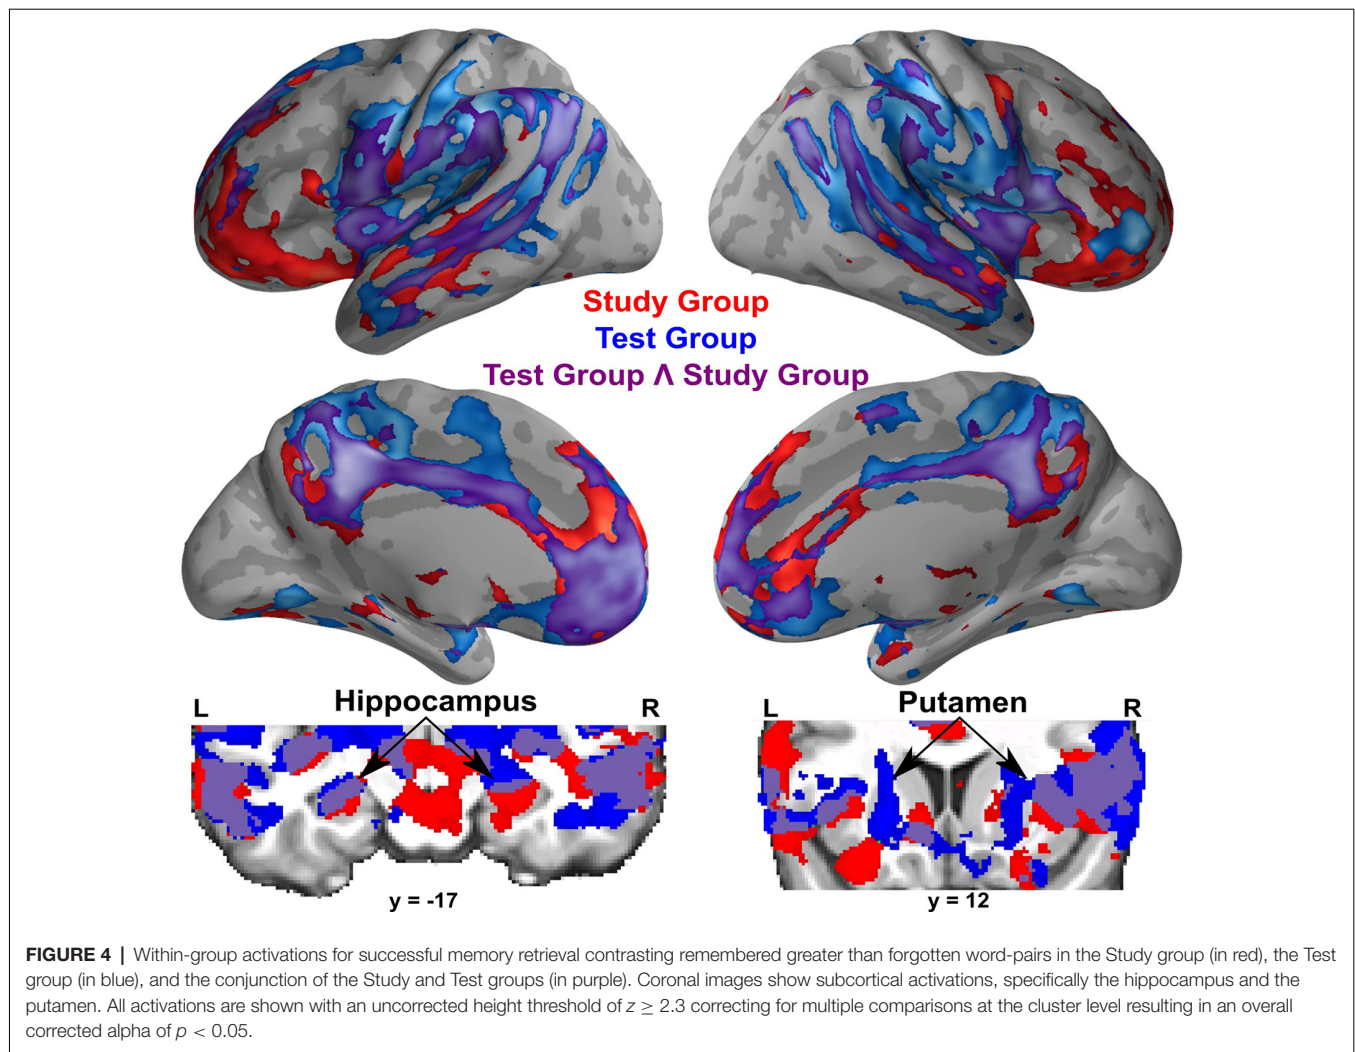 Study Group
Test Group
Test Group Λ Study Group
L Hippocampus R
L Putamen R
y = -17
y = 12
FIGURE 4 | Within-group activations for successful memory retrieval contrasting remembered greater than forgotten word-pairs in the Study group (in red), the Test
group (in blue), and the conjunction of the Study and Test groups (in purple). Coronal images show subcortical activations, specifically the hippocampus and the
putamen. All activations are shown with an uncorrected height threshold of z ≥ 2.3 correcting for multiple comparisons at the cluster level resulting in an overall
corrected alpha of p < 0.05.